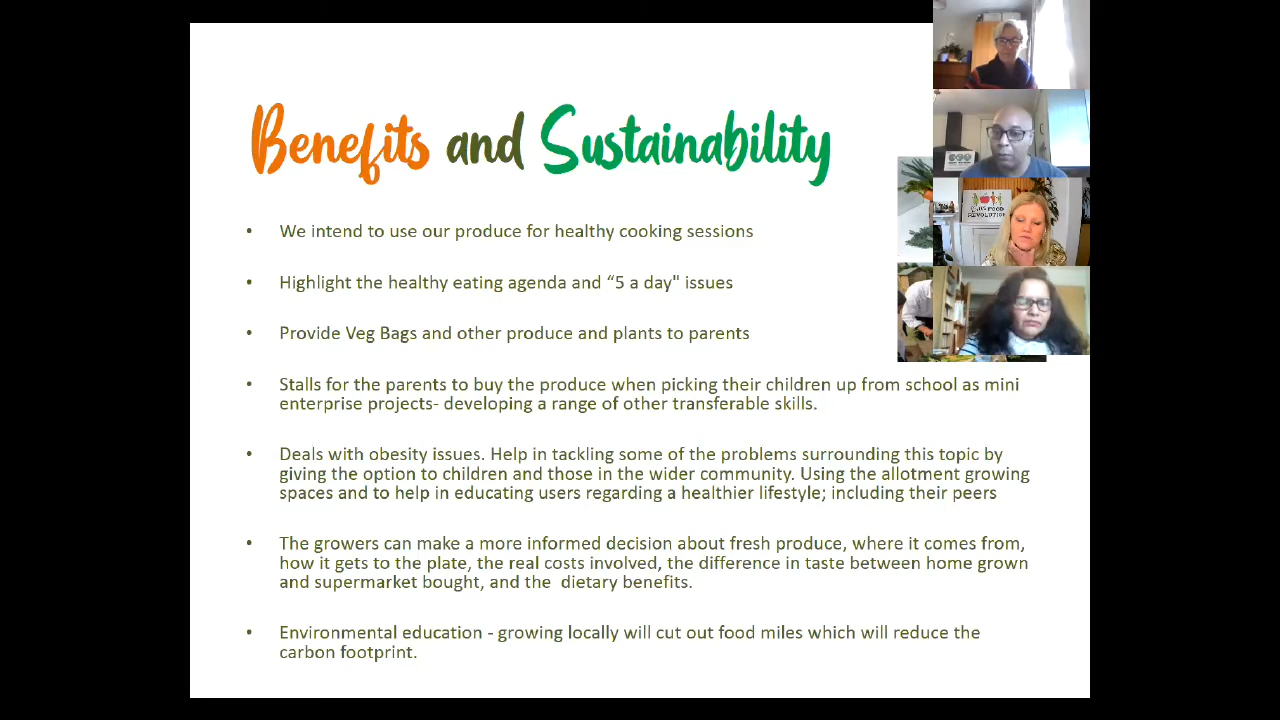 Benefits and Sustainability
• We intend to use our produce for healthy cooking sessions
• Highlight the healthy eating agenda and “5 a day" issues
• Provide Veg Bags and other produce and plants to parents
• Stalls for the parents to buy the produce when picking their children up from school as mini
enterprise projects- developing a range of other transferable skills.
• Deals with obesity issues. Help in tackling some of the problems surrounding this topic by
giving the option to children and those in the wider community. Using the allotment growing
spaces and to help in educating users regarding a healthier lifestyle; including their peers
• The growers can make a more informed decision about fresh produce, where it comes from,
how it gets to the plate, the real costs involved, the difference in taste between home grown
and supermarket bought, and the  dietary benefits.
• Environmental education - growing locally will cut out food miles which will reduce the
carbon footprint.
FOOD
REVOLUTION